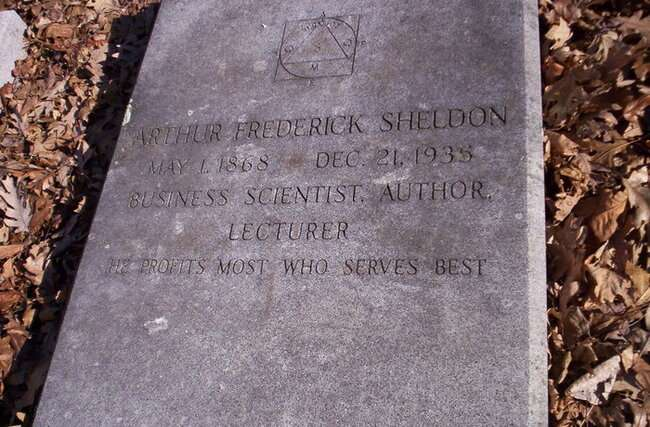 ARTHUR FREDERICK SHELDON
MAY 1, 1868 DEC. 21, 1935
BUSINESS SCIENTIST, AUTHOR,
LECTURER
HE PROFITS MOST WHO SERVES BEST